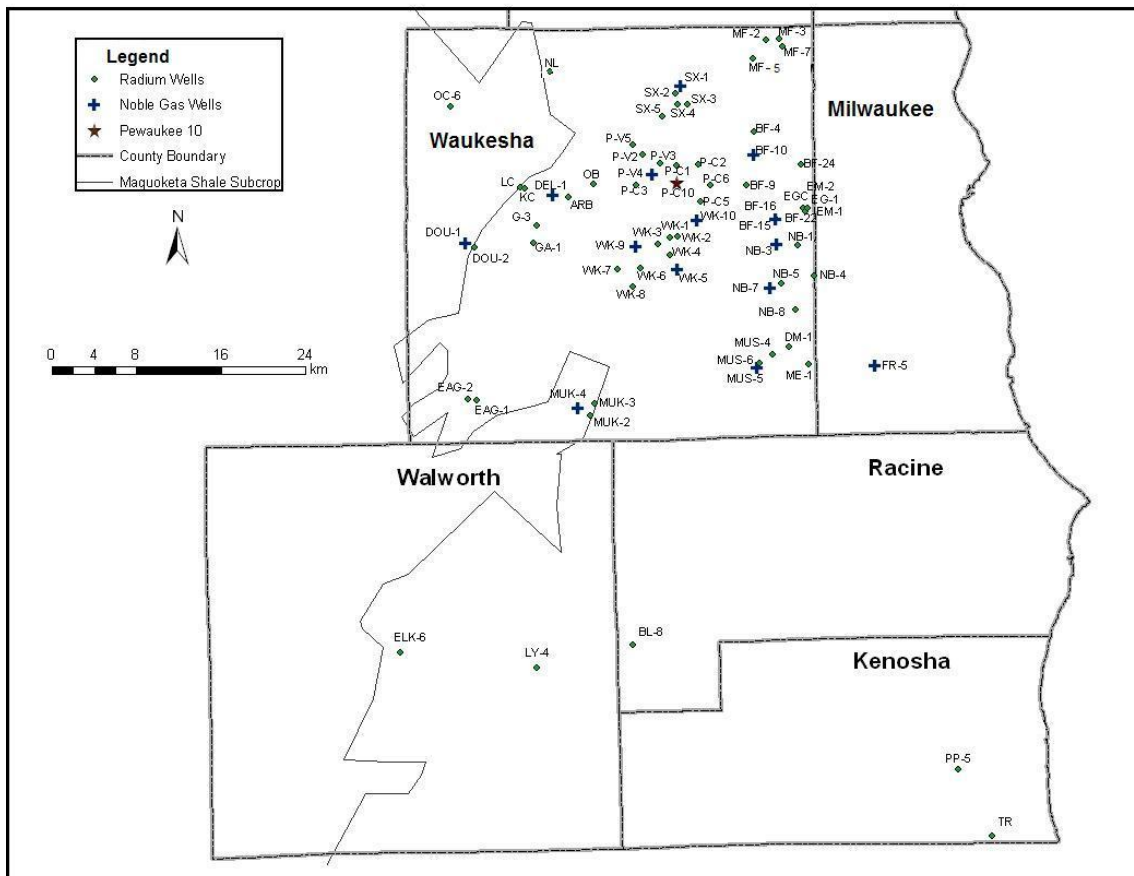 Legend
Radium Wells
Noble Gas Wells
Pewaukee 10
County Boundary
Maquoketa Shale Subcrop
N
0 4 8 12 16 20 24
km
Waukesha
Milwaukee
Walworth
Racine
Kenosha
MF-2
MF-3
MF-7
MF-5
NL
SX-1
SX-2
SX-3
SX-5
SX-4
OC-6
BF-4
P-V5
P-V2
P-V3
P-C2
BF-10
BF-24
P-C1
P-V4
P-C6
OB
P-C3
P-C10
BF-9
EM-2
LC
DEL-1
KC
ARB
P-C5
BF-16
EGC
EG-1
EM-1
WK-10
BF-22
BF-15
G-3
DOU-1
WK-1
WK-3
WK-2
NB-1
WK-9
NB-3
GA-1
DOU-2
WK-4
WK-7
WK-6
WK-5
NB-5
NB-4
NB-7
WK-8
NB-8
DM-1
MUS-4
MUS-6
ME-1
MUS-5
FR-5
EAG-2
EAG-1
MUK-4
MUK-3
MUK-2
ELK-6
LY-4
BL-8
PP-5
TR